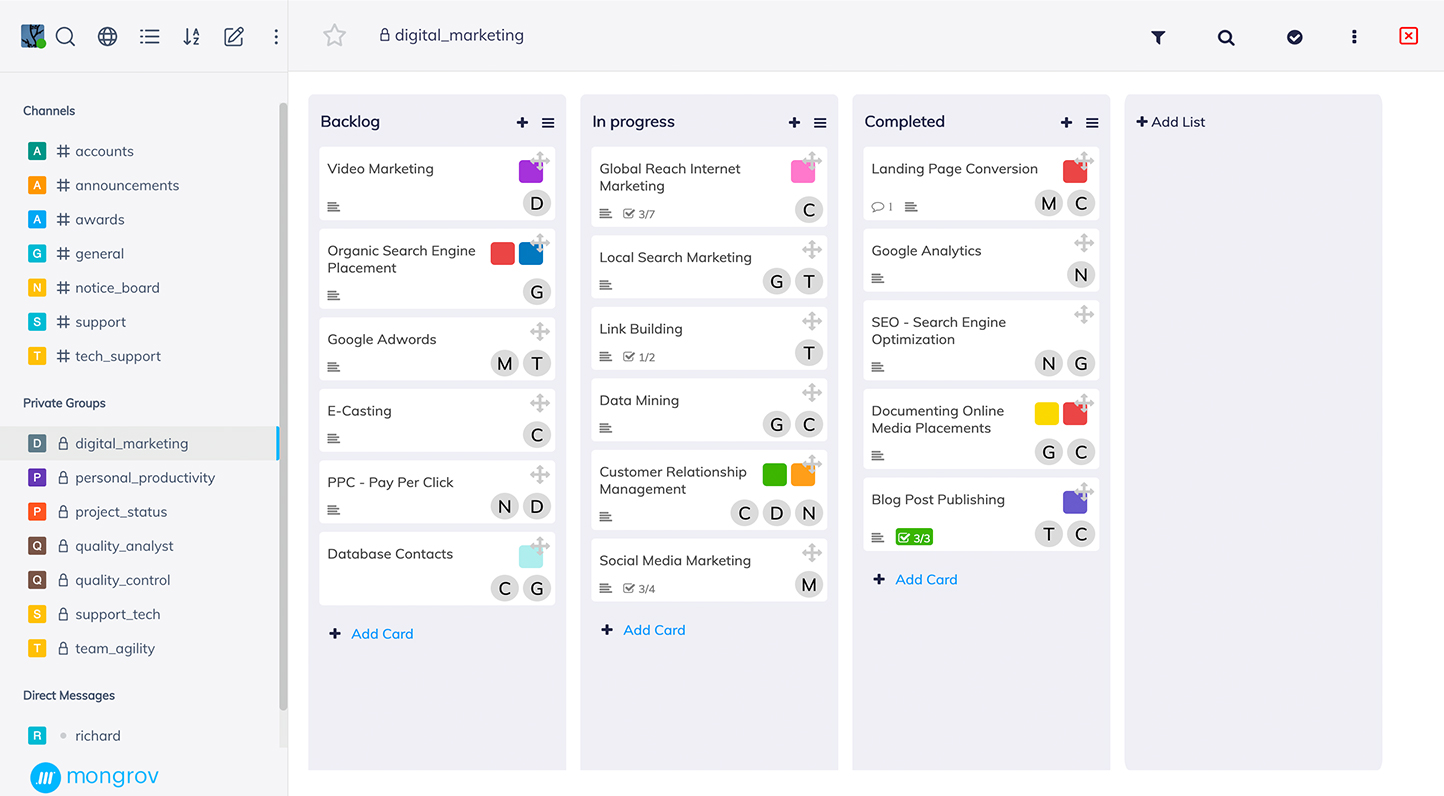 digital_marketing
Channels
A # accounts
A # announcements
A # awards
G # general
N # notice_board
S # support
T # tech_support
Private Groups
D digital_marketing
P personal_productivity
P project_status
Q quality_analyst
Q quality_control
S support_tech
T team_agility
Direct Messages
R richard
mongrov
Backlog
Video Marketing
D
Organic Search Engine
Placement
G
Google Adwords
M T
E-Casting
C
PPC - Pay Per Click
N D
Database Contacts
C G
+ Add Card
In progress
Global Reach Internet
Marketing
3/7
C
Local Search Marketing
G T
Link Building
1/2
T
Data Mining
G C
Customer Relationship
Management
C D N
Social Media Marketing
3/4
M
+ Add Card
Completed
Landing Page Conversion
1
M C
Google Analytics
N
SEO - Search Engine
Optimization
N G
Documenting Online
Media Placements
G C
Blog Post Publishing
3/3
T C
+ Add Card
+ Add List